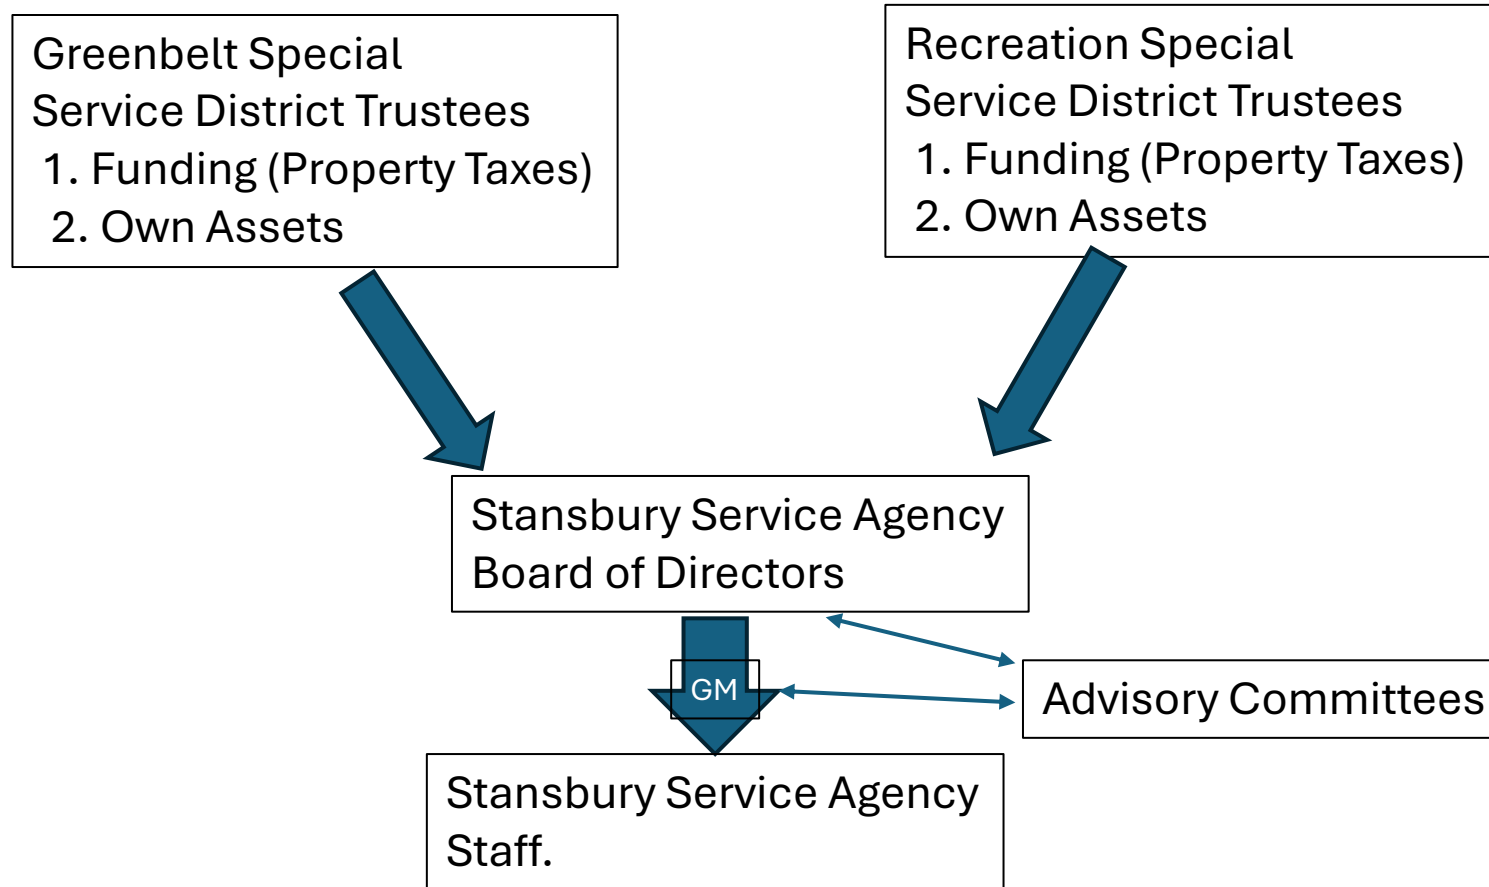 Greenbelt Special
Service District Trustees
1. Funding (Property Taxes)
2. Own Assets
Recreation Special
Service District Trustees
1. Funding (Property Taxes)
2. Own Assets
Stansbury Service Agency
Board of Directors
GM
Advisory Committees
Stansbury Service Agency
Staff.